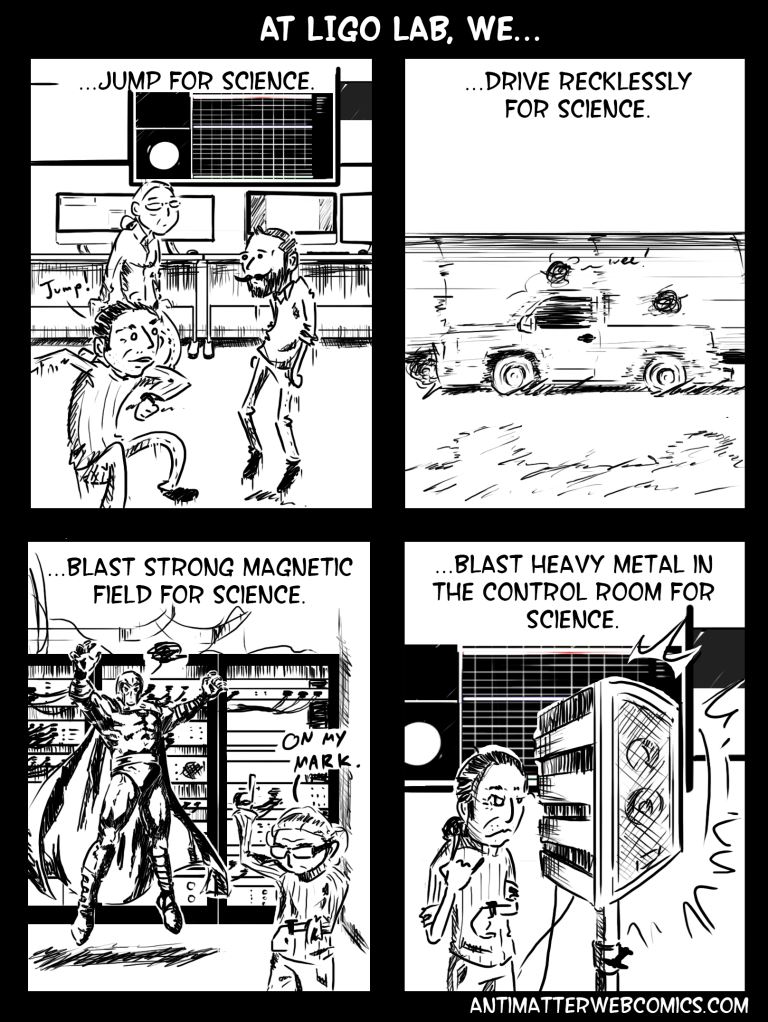 AT LIGO LAB, WE...
...JUMP FOR SCIENCE.
Jump!
...DRIVE RECKLESSLY
FOR SCIENCE.
wee!
...BLAST STRONG MAGNETIC
FIELD FOR SCIENCE.
ON MY
MARK.
...BLAST HEAVY METAL IN
THE CONTROL ROOM FOR
SCIENCE.
ANTIMATTERWEBCOMICS.COM